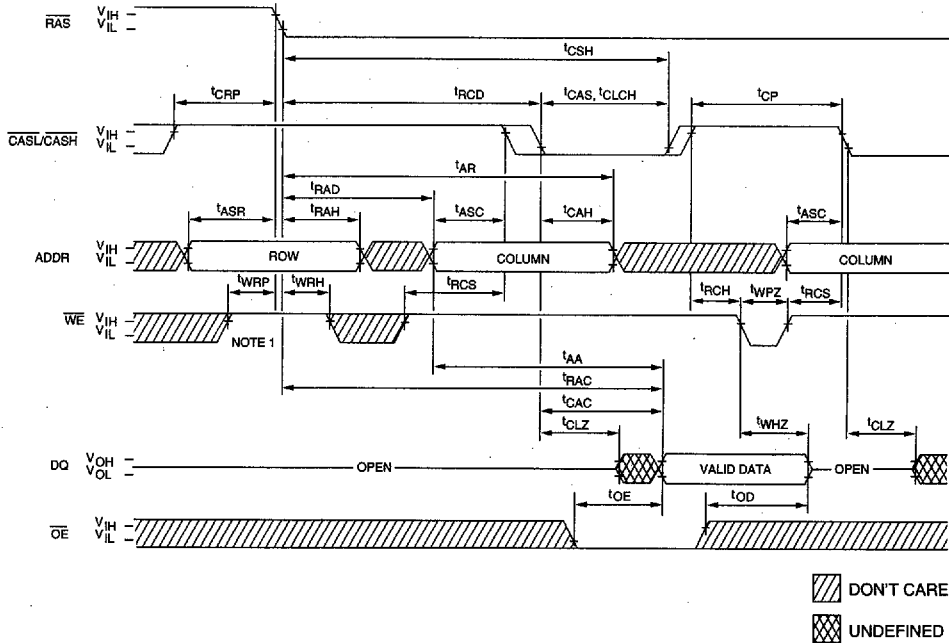 RAS VIH VIL
tCSH
tCRP tRCD tCAS, tCLCH tCP
CASL/CASH VIH VIL
tAR
tRAD
tASR tRAH tASC tCAH tASC
ADDR VIH VIL ROW COLUMN COLUMN
tWRP tWRH tRCS tRCH tWPZ tRCS
WE VIH VIL
NOTE 1
tAA
tRAC
tCAC
tCLZ tWHZ tCLZ
DQ VOH VOL OPEN VALID DATA OPEN
tOE tOD
OE VIH VIL
DON'T CARE
UNDEFINED